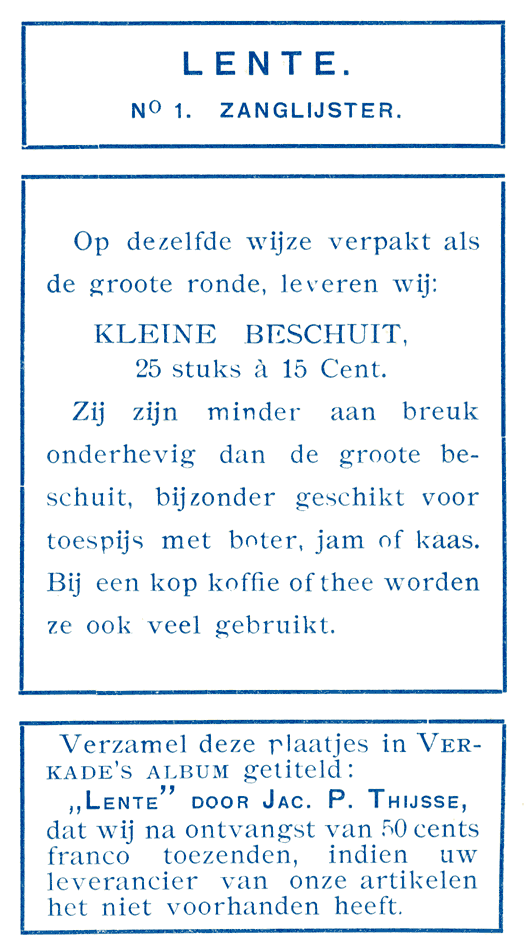 LENTE.
Nº 1. ZANGLIJSTER.
Op dezelfde wijze verpakt als
de groote ronde, leveren wij:
KLEINE BESCHUIT,
25 stuks à 15 Cent.
Zij zijn minder aan breuk
onderhevig dan de groote be-
schuit, bijzonder geschikt voor
toespijs met boter, jam of kaas.
Bij een kop koffie of thee worden
ze ook veel gebruikt.
Verzamel deze plaatjes in VER-
KADE'S ALBUM getiteld:
„LENTE” DOOR JAC. P. THIJSSE,
dat wij na ontvangst van 50 cents
franco toezenden, indien uw
leverancier van onze artikelen
het niet voorhanden heeft.